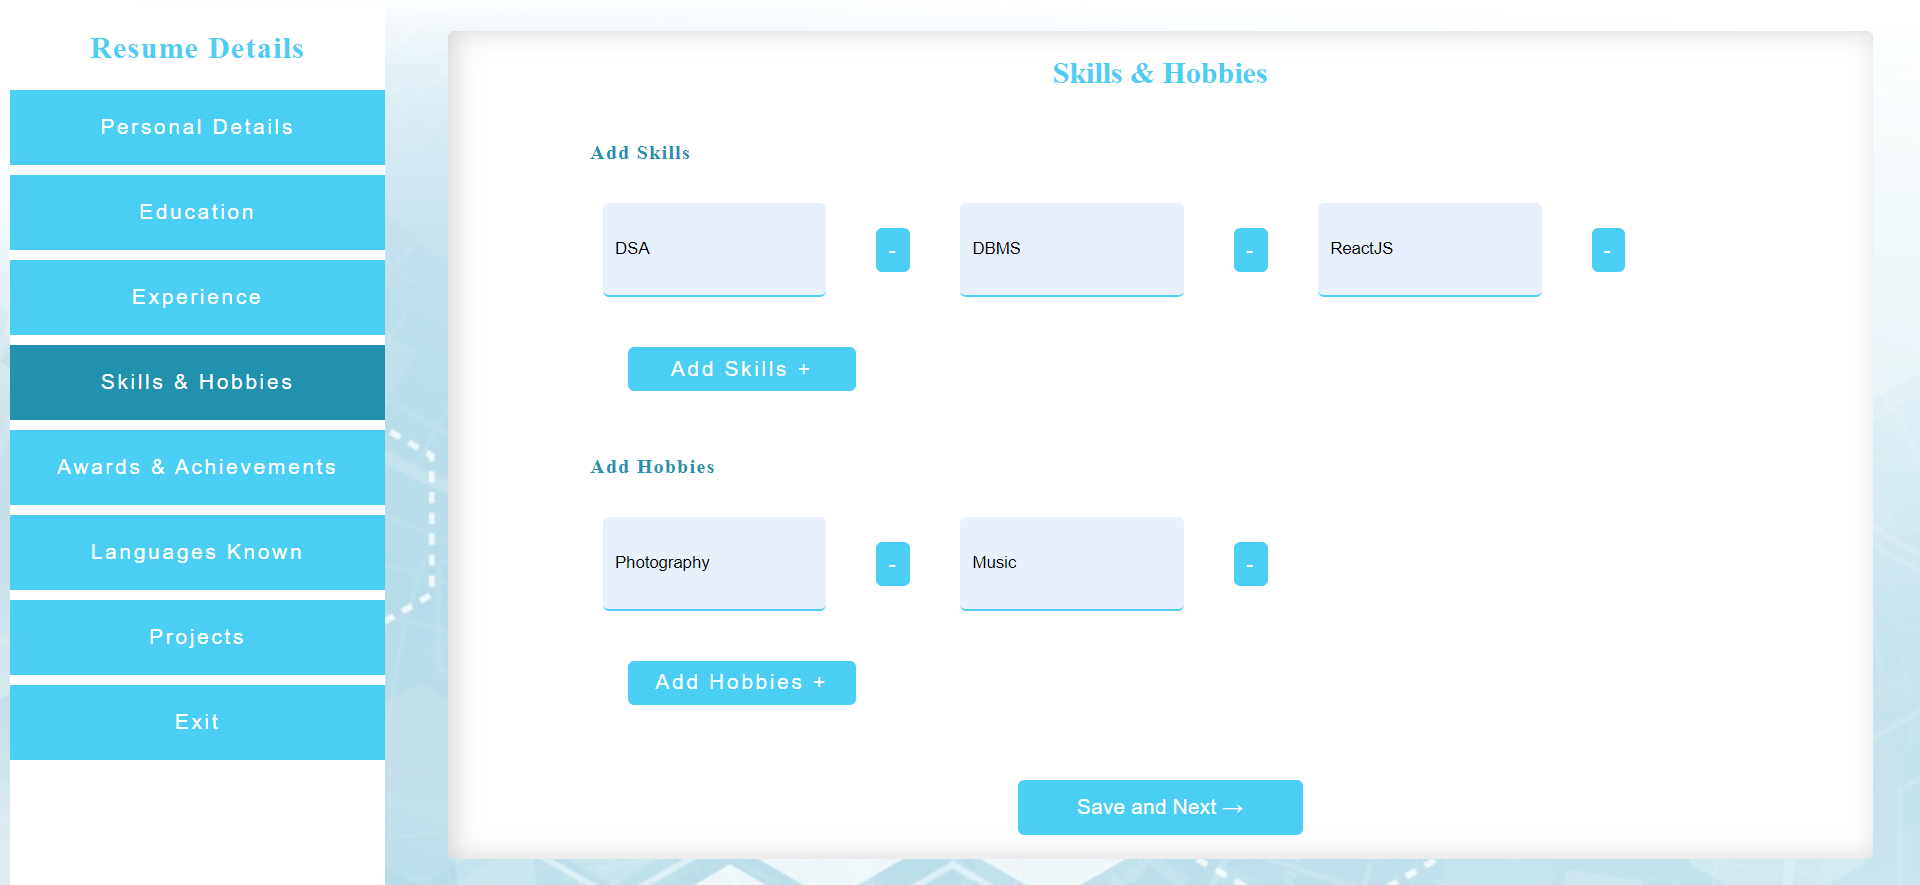 Resume Details
Personal Details
Education
Experience
Skills & Hobbies
Awards & Achievements
Languages Known
Projects
Exit
Skills & Hobbies
Add Skills
DSA - DBMS - ReactJS -
Add Skills +
Add Hobbies
Photography - Music -
Add Hobbies +
Save and Next →